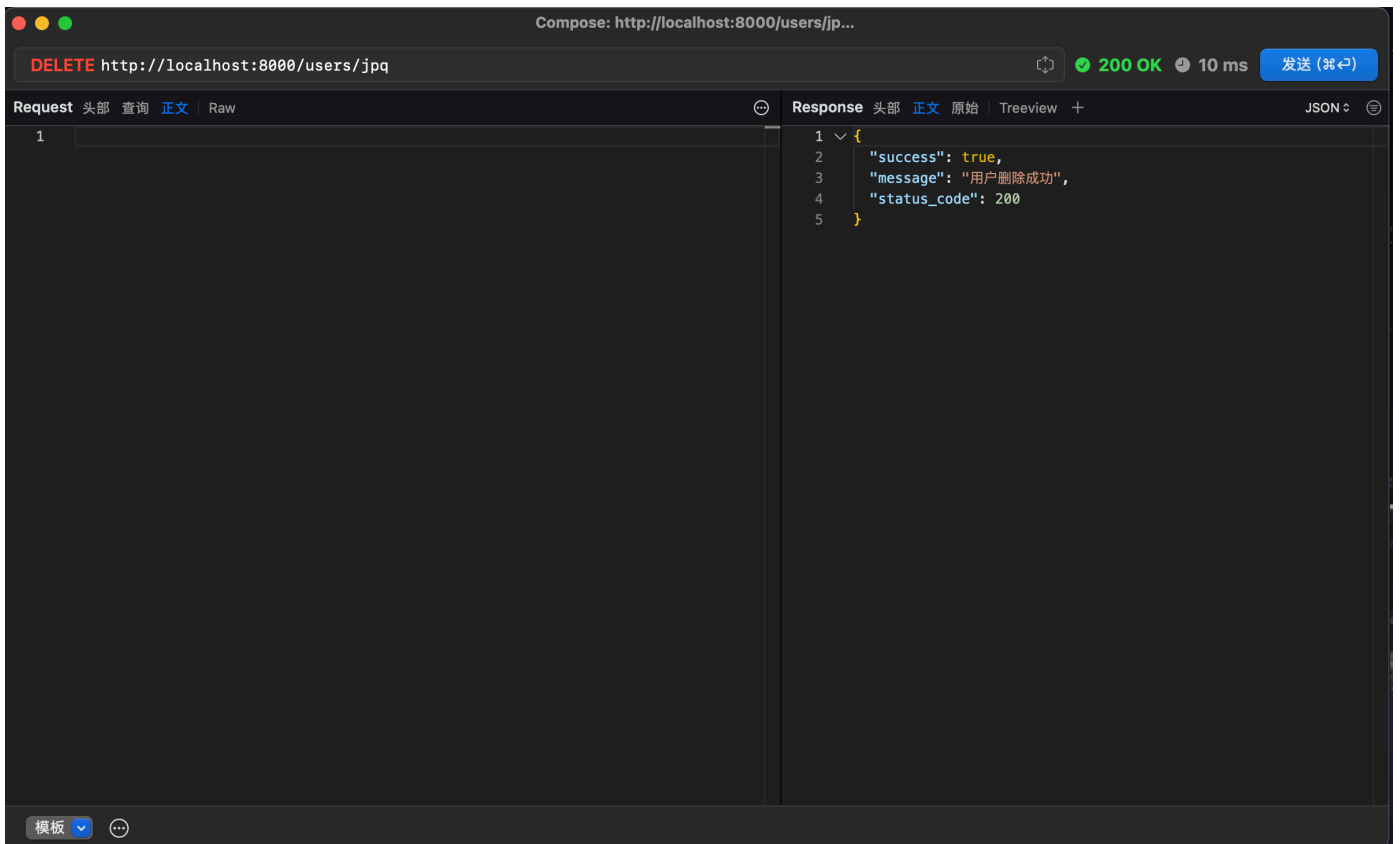 Compose: http://localhost:8000/users/jp...
DELETE http://localhost:8000/users/jpq
200 OK 10 ms 发送 (⌘↩)
Request 头部 查询 正文 Raw
Response 头部 正文 原始 Treeview + JSON
1
1 {
2 "success": true,
3 "message": "用户删除成功",
4 "status_code": 200
5 }
模板